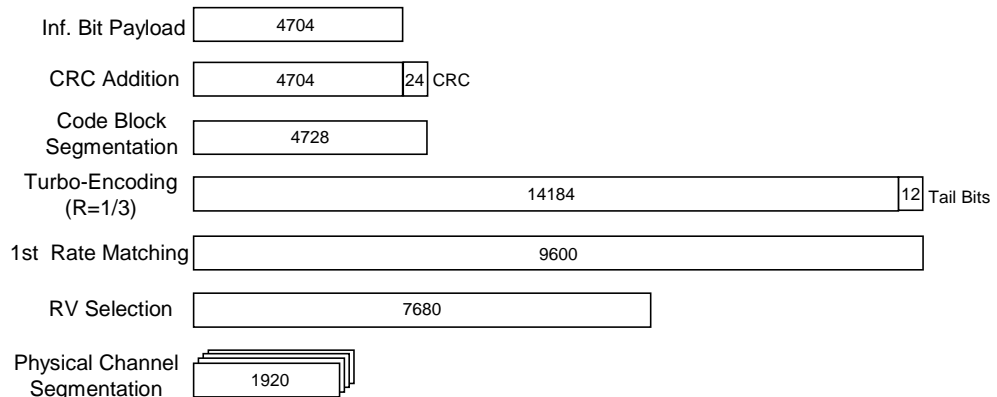 Inf. Bit Payload 4704
CRC Addition 4704 24 CRC
Code Block
Segmentation 4728
Turbo-Encoding
(R=1/3) 14184 12 Tail Bits
1st Rate Matching 9600
RV Selection 7680
Physical Channel
Segmentation 1920